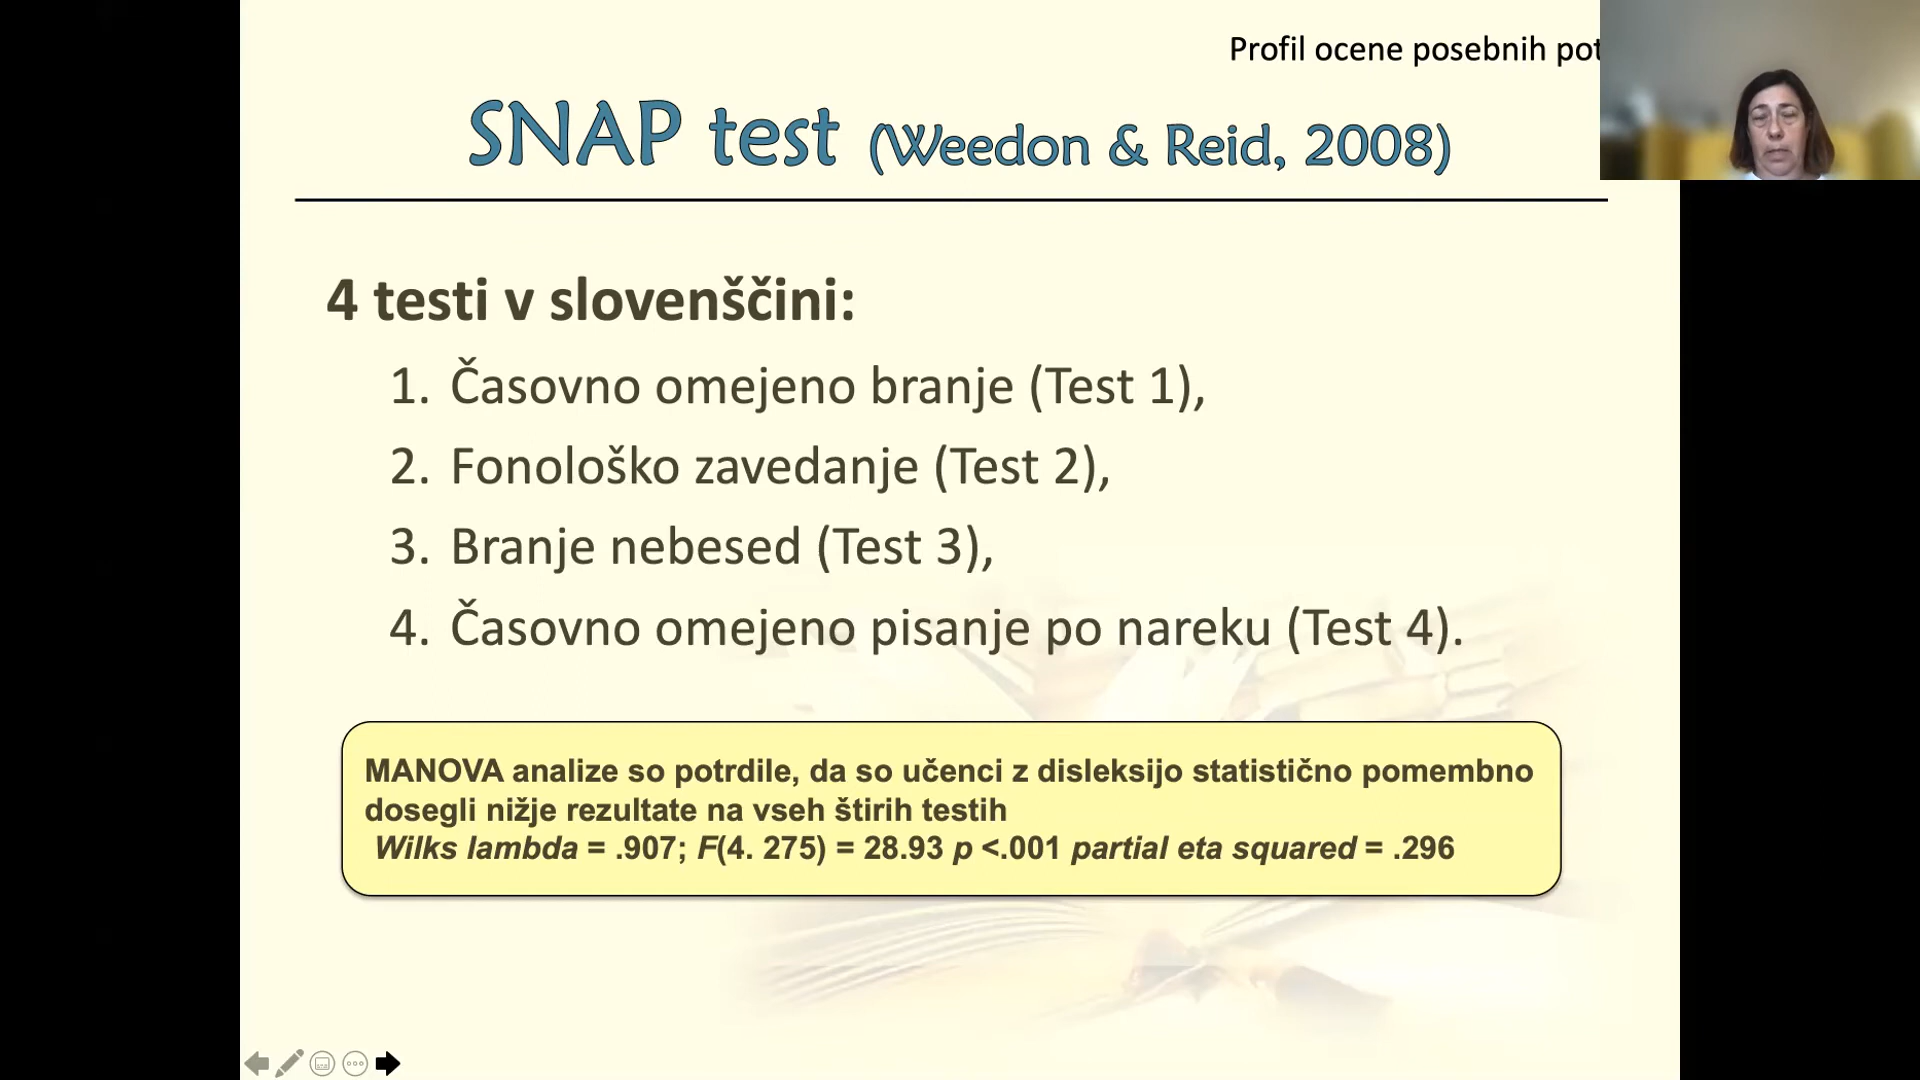 Profil ocene posebnih
SNAP test (Weedon & Reid, 2008)
4 testi v slovenščini:
1. Časovno omejeno branje (Test 1),
2. Fonološko zavedanje (Test 2),
3. Branje nebesed (Test 3),
4. Časovno omejeno pisanje po nareku (Test 4).
MANOVA analize so potrdile, da so učenci z disleksijo statistično pomembno
dosegli nižje rezultate na vseh štirih testih
Wilks lambda = .907; F(4. 275) = 28.93 p <.001 partial eta squared = .296